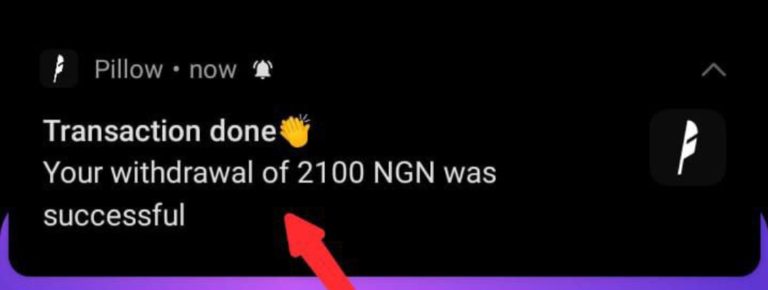 Pillow • now
Transaction done👏
Your withdrawal of 2100 NGN was
successful